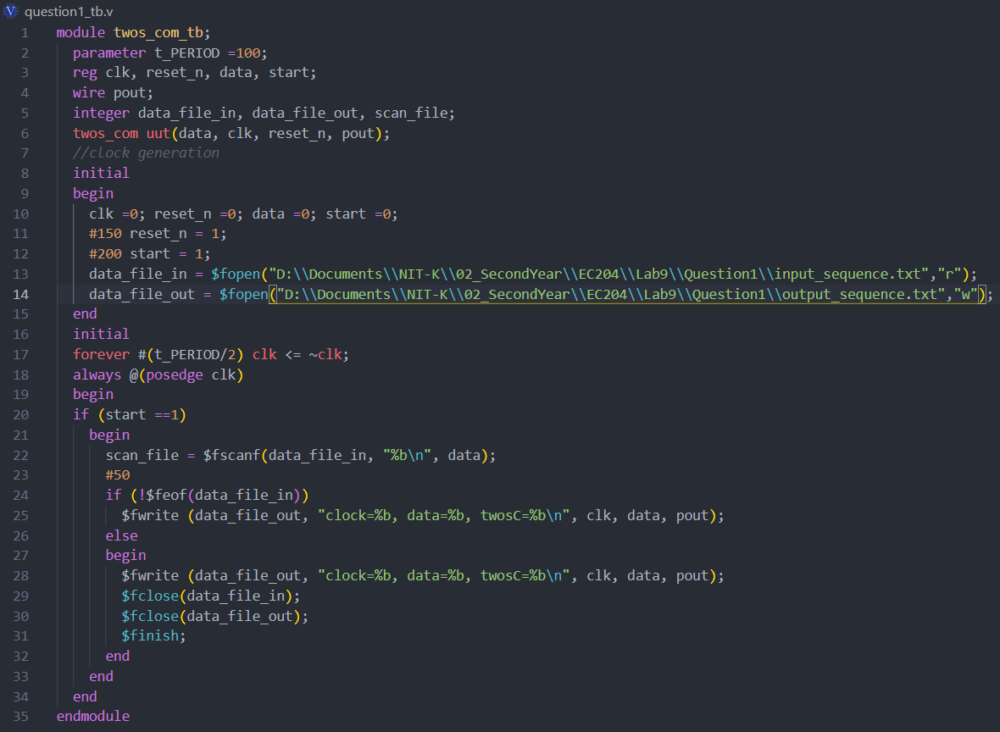 question1_tb.v
1 module twos_com_tb;
2 parameter t_PERIOD =100;
3 reg clk, reset_n, data, start;
4 wire pout;
5 integer data_file_in, data_file_out, scan_file;
6 twos_com uut(data, clk, reset_n, pout);
7 //clock generation
8 initial
9 begin
10 clk =0; reset_n =0; data =0; start =0;
11 #150 reset_n = 1;
12 #200 start = 1;
13 data_file_in = $fopen("D:\\Documents\\NIT-K\\02_SecondYear\\EC204\\Lab9\\Question1\\input_sequence.txt","r");
14 data_file_out = $fopen("D:\\Documents\\NIT-K\\02_SecondYear\\EC204\\Lab9\\Question1\\output_sequence.txt","w");
15 end
16 initial
17 forever #(t_PERIOD/2) clk <= ~clk;
18 always @(posedge clk)
19 begin
20 if (start ==1)
21 begin
22 scan_file = $fscanf(data_file_in, "%b\n", data);
23 #50
24 if (!$feof(data_file_in))
25 $fwrite (data_file_out, "clock=%b, data=%b, twosC=%b\n", clk, data, pout);
26 else
27 begin
28 $fwrite (data_file_out, "clock=%b, data=%b, twosC=%b\n", clk, data, pout);
29 $fclose(data_file_in);
30 $fclose(data_file_out);
31 $finish;
32 end
33 end
34 end
35 endmodule